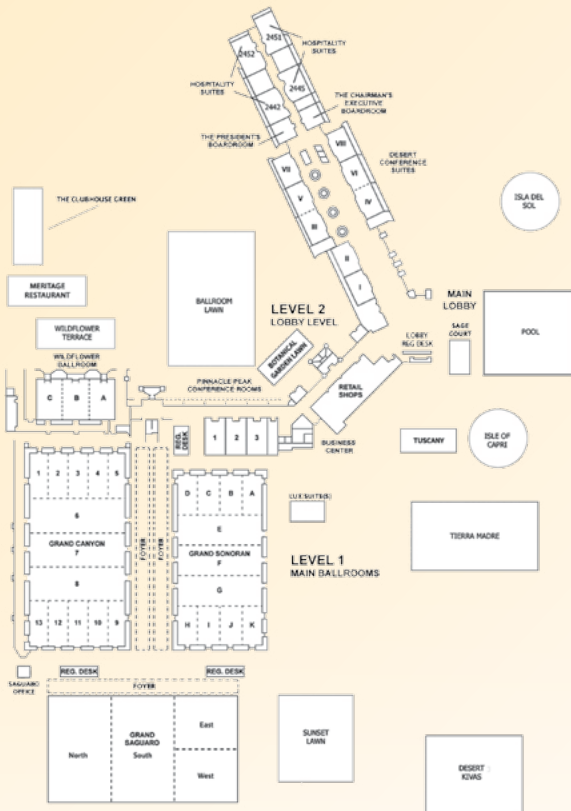 2451
HOSPITALITY
SUITES
2452
HOSPITALITY
SUITES
2445
THE CHAIRMAN'S
EXECUTIVE
BOARDROOM
2442
THE PRESIDENT'S
BOARDROOM
VIII
DESERT
CONFERENCE
SUITES
VII
VI
V
IV
III
ISLA DEL
SOL
THE CLUBHOUSE GREEN
II
I
MERITAGE
RESTAURANT
BALLROOM
LAWN
MAIN
LOBBY
LEVEL 2
LOBBY LEVEL
POOL
WILDFLOWER
TERRACE
LOBBY
REG DESK
SAGE
COURT
BOTANICAL
GARDEN LAWN
WILDFLOWER
BALLROOM
PINNACLE PEAK
CONFERENCE ROOMS
RETAIL
SHOPS
C B A
REG.
DESK
1 2 3
BUSINESS
CENTER
TUSCANY
ISLE OF
CAPRI
1 2 3 4 5
D C B A
LUX SUITE(S)
6
E
TIERRA MADRE
GRAND CANYON
7
FOYER
FOYER
GRAND SONORAN
F
LEVEL 1
MAIN BALLROOMS
8
G
13 12 11 10 9
H I J K
SAGUARO
OFFICE
REG. DESK
REG. DESK
FOYER
North
GRAND
SAGUARO
South
East
West
SUNSET
LAWN
DESERT
KIVAS